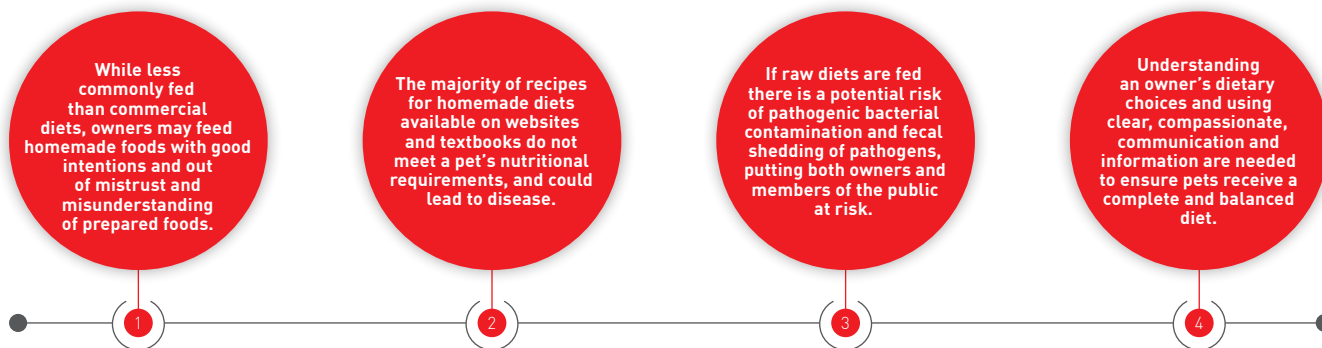 While less
commonly fed
than commercial
diets, owners may feed
homemade foods with good
intentions and out
of mistrust and
misunderstanding
of prepared foods.
The majority of recipes
for homemade diets
available on websites
and textbooks do not
meet a pet's nutritional
requirements, and could
lead to disease.
If raw diets are fed
there is a potential risk
of pathogenic bacterial
contamination and fecal
shedding of pathogens,
putting both owners and
members of the public
at risk.
Understanding
an owner's dietary
choices and using
clear, compassionate,
communication and
information are needed
to ensure pets receive a
complete and balanced
diet.
1
2
3
4